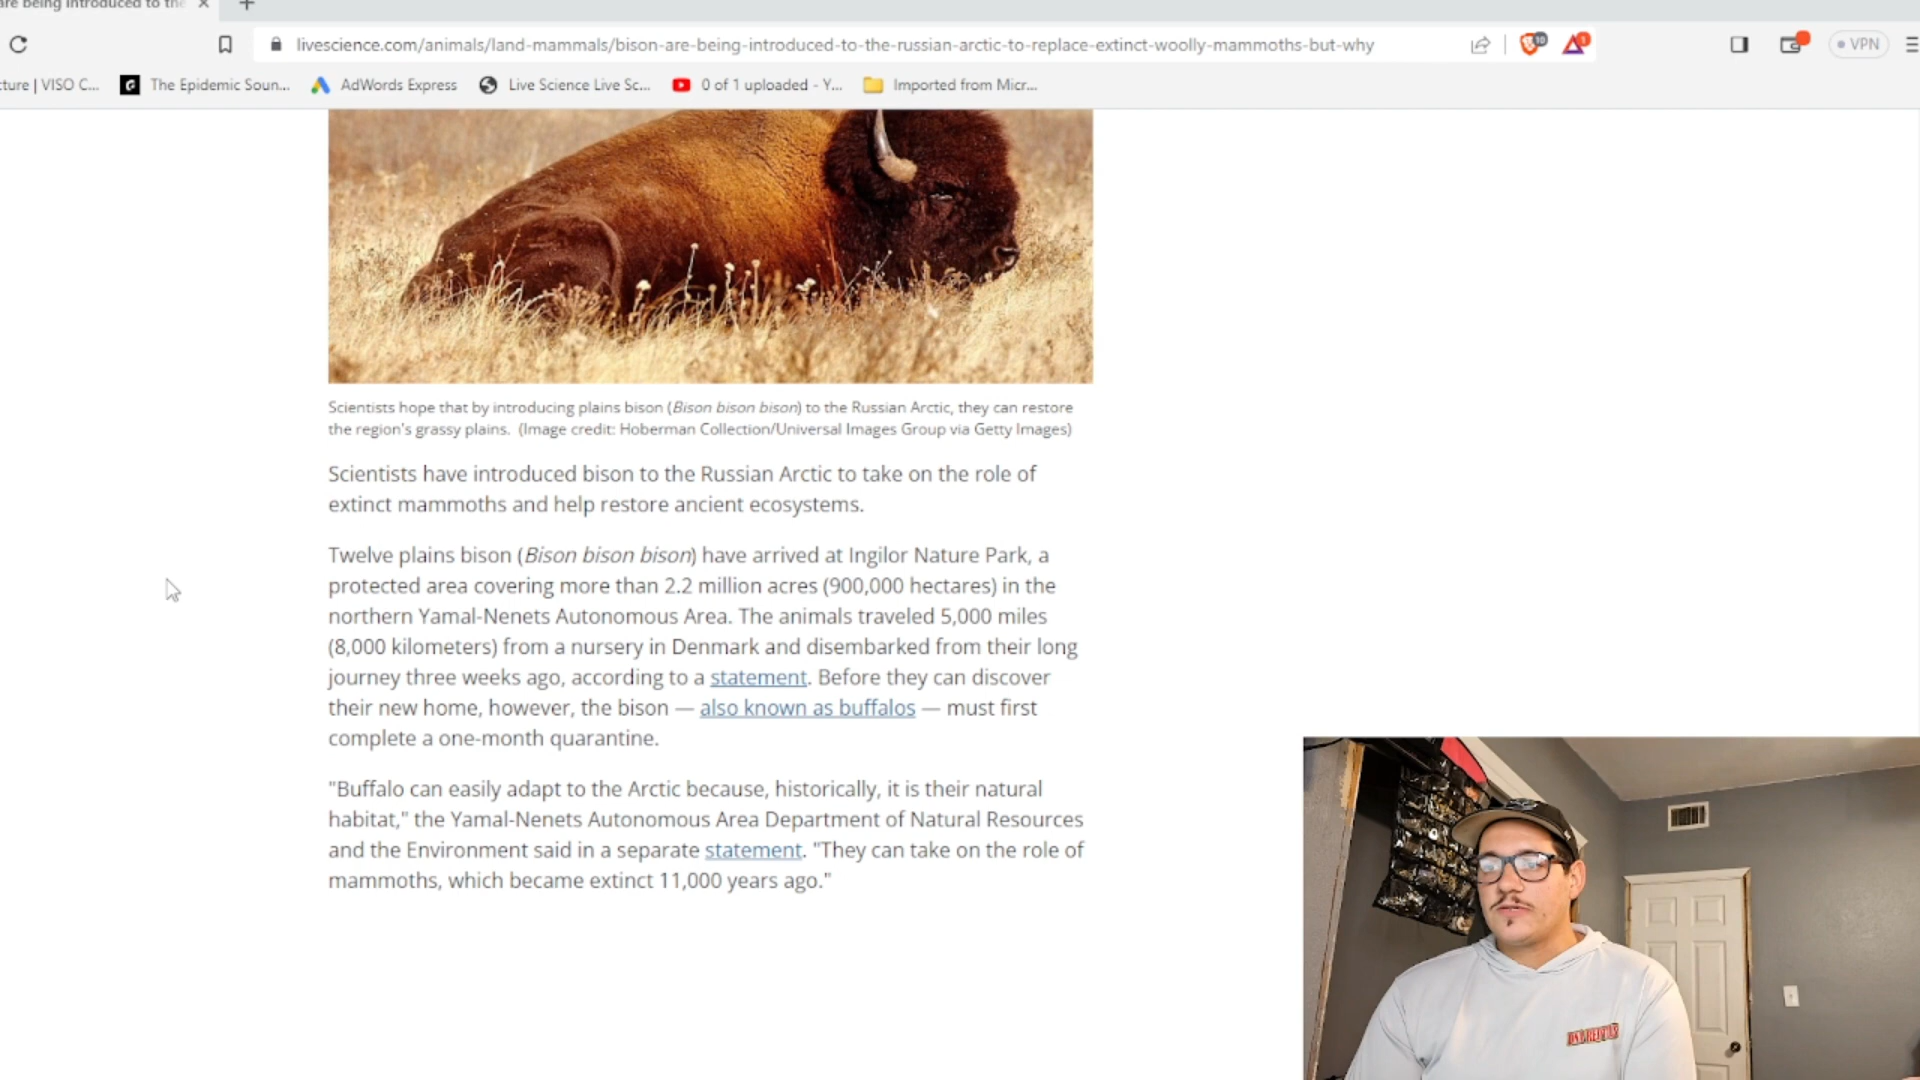 are being introduced to the
livescience.com/animals/land-mammals/bison-are-being-introduced-to-the-russian-arctic-to-replace-extinct-woolly-mammoths-but-why
10
1
VPN
cture | VISO C...
The Epidemic Soun...
AdWords Express
Live Science Live Sc...
0 of 1 uploaded - Y...
Imported from Micr...
Scientists hope that by introducing plains bison (Bison bison bison) to the Russian Arctic, they can restore
the region's grassy plains. (Image credit: Hoberman Collection/Universal Images Group via Getty Images)
Scientists have introduced bison to the Russian Arctic to take on the role of
extinct mammoths and help restore ancient ecosystems.
Twelve plains bison (Bison bison bison) have arrived at Ingilor Nature Park, a
protected area covering more than 2.2 million acres (900,000 hectares) in the
northern Yamal-Nenets Autonomous Area. The animals traveled 5,000 miles
(8,000 kilometers) from a nursery in Denmark and disembarked from their long
journey three weeks ago, according to a statement. Before they can discover
their new home, however, the bison — also known as buffalos — must first
complete a one-month quarantine.
"Buffalo can easily adapt to the Arctic because, historically, it is their natural
habitat," the Yamal-Nenets Autonomous Area Department of Natural Resources
and the Environment said in a separate statement. "They can take on the role of
mammoths, which became extinct 11,000 years ago."